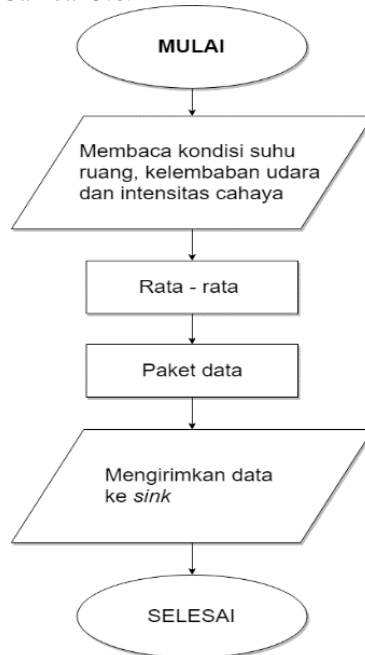 MULAI
Membaca kondisi suhu
ruang, kelembaban udara
dan intensitas cahaya
Rata - rata
Paket data
Mengirimkan data
ke sink
SELESAI